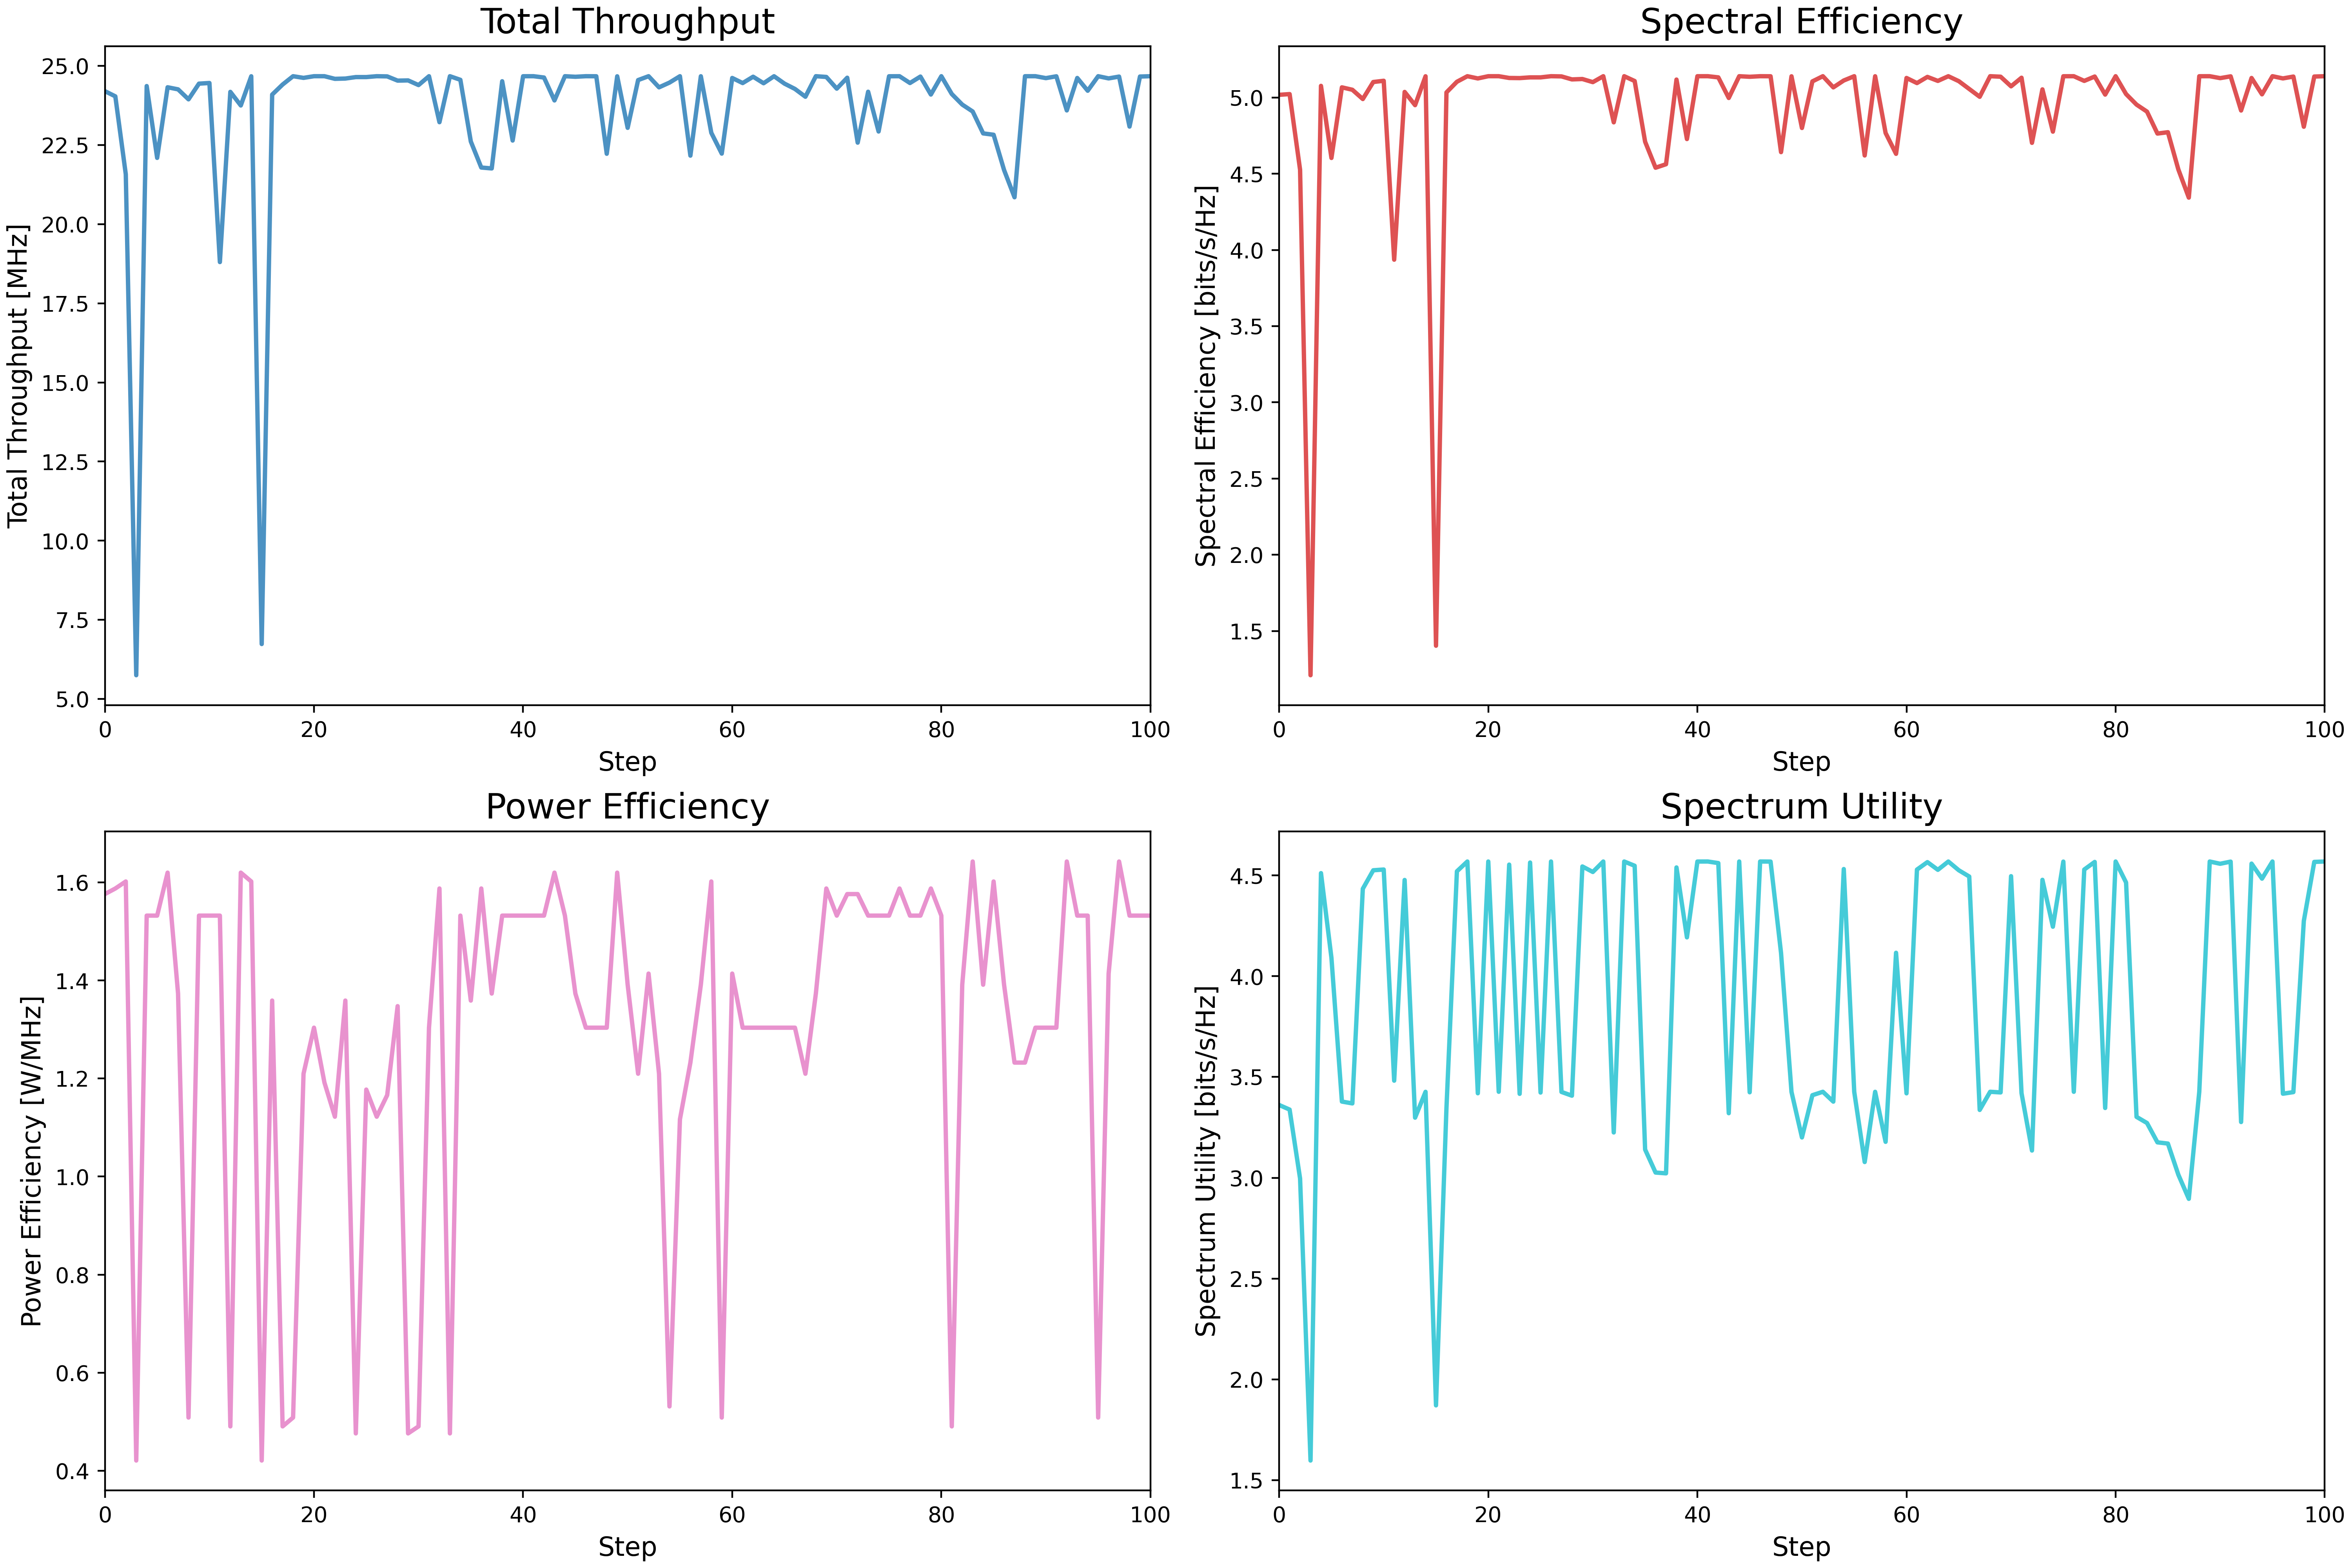 Total Throughput
Total Throughput [MHz]
25.0
22.5
20.0
17.5
15.0
12.5
10.0
7.5
5.0
0 20 40 60 80 100
Step
Spectral Efficiency
Spectral Efficiency [bits/s/Hz]
5.0
4.5
4.0
3.5
3.0
2.5
2.0
1.5
0 20 40 60 80 100
Step
Power Efficiency
Power Efficiency [W/MHz]
1.6
1.4
1.2
1.0
0.8
0.6
0.4
0 20 40 60 80 100
Step
Spectrum Utility
Spectrum Utility [bits/s/Hz]
4.5
4.0
3.5
3.0
2.5
2.0
1.5
0 20 40 60 80 100
Step